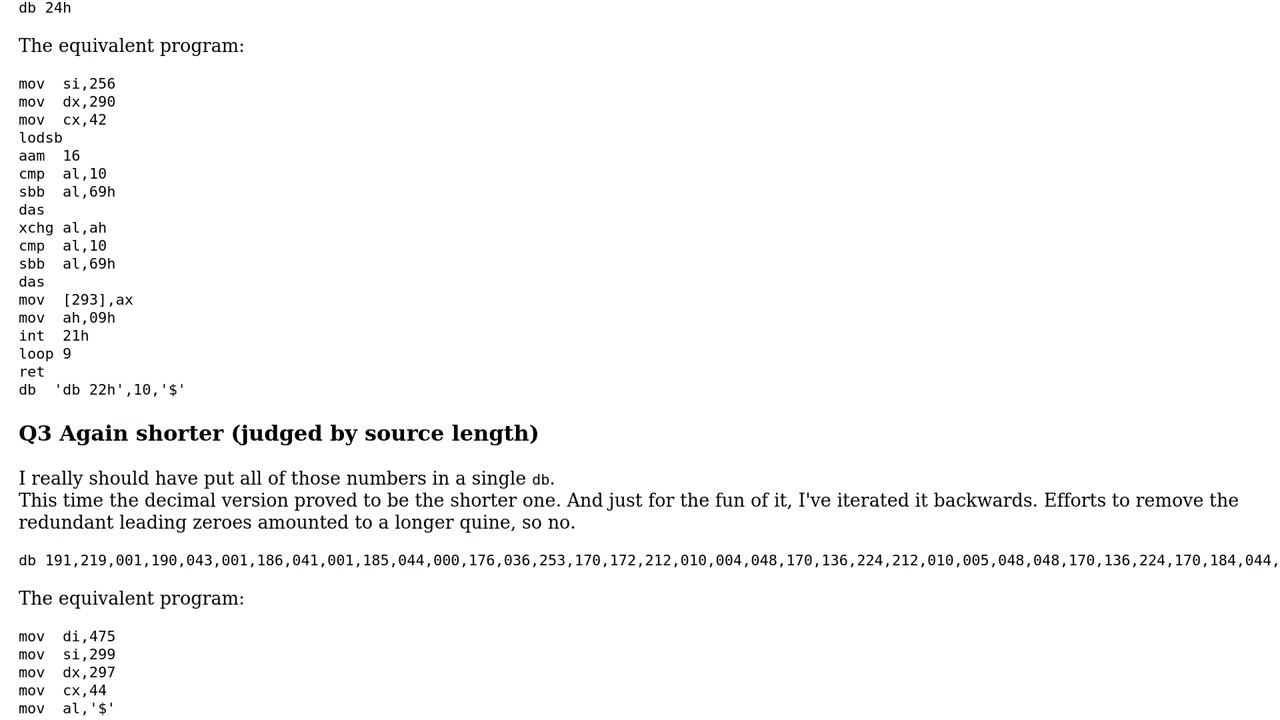 db 24h
The equivalent program:
mov  si,256
mov  dx,290
mov  cx,42
lodsb
aam  16
cmp  al,10
sbb  al,69h
das
xchg al,ah
cmp  al,10
sbb  al,69h
das
mov  [293],ax
mov  ah,09h
int  21h
loop 9
ret
db  'db 22h',10,'$'
Q3 Again shorter (judged by source length)
I really should have put all of those numbers in a single db.
This time the decimal version proved to be the shorter one. And just for the fun of it, I've iterated it backwards. Efforts to remove the
redundant leading zeroes amounted to a longer quine, so no.
db 191,219,001,190,043,001,186,041,001,185,044,000,176,036,253,170,172,212,010,004,048,170,136,224,212,010,005,048,048,170,136,224,170,184,044,
The equivalent program:
mov  di,475
mov  si,299
mov  dx,297
mov  cx,44
mov  al,'$'